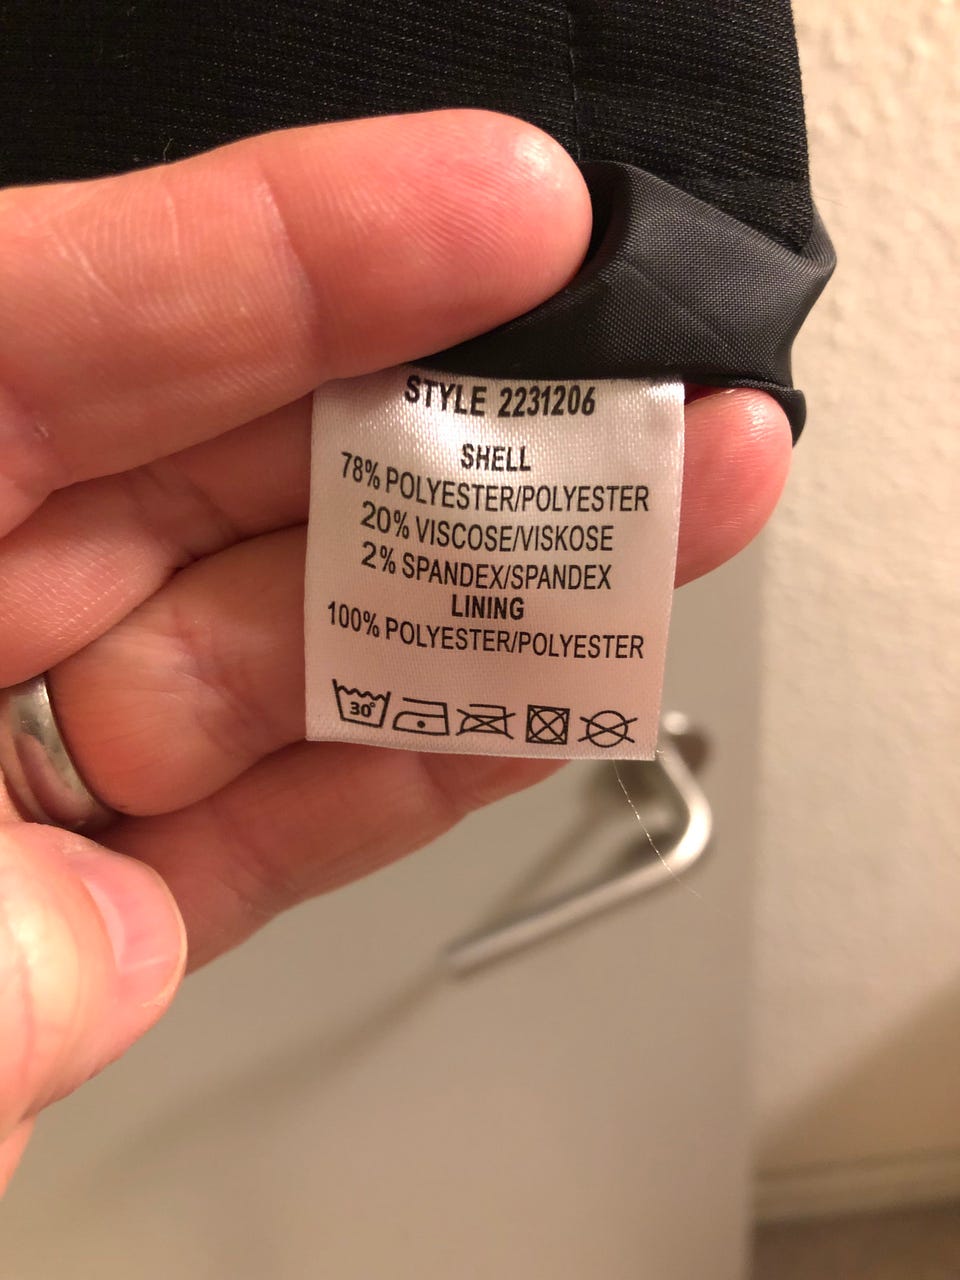 STYLE 2231206
SHELL
78% POLYESTER/POLYESTER
20% VISCOSE/VISKOSE
2% SPANDEX/SPANDEX
LINING
100% POLYESTER/POLYESTER
30°